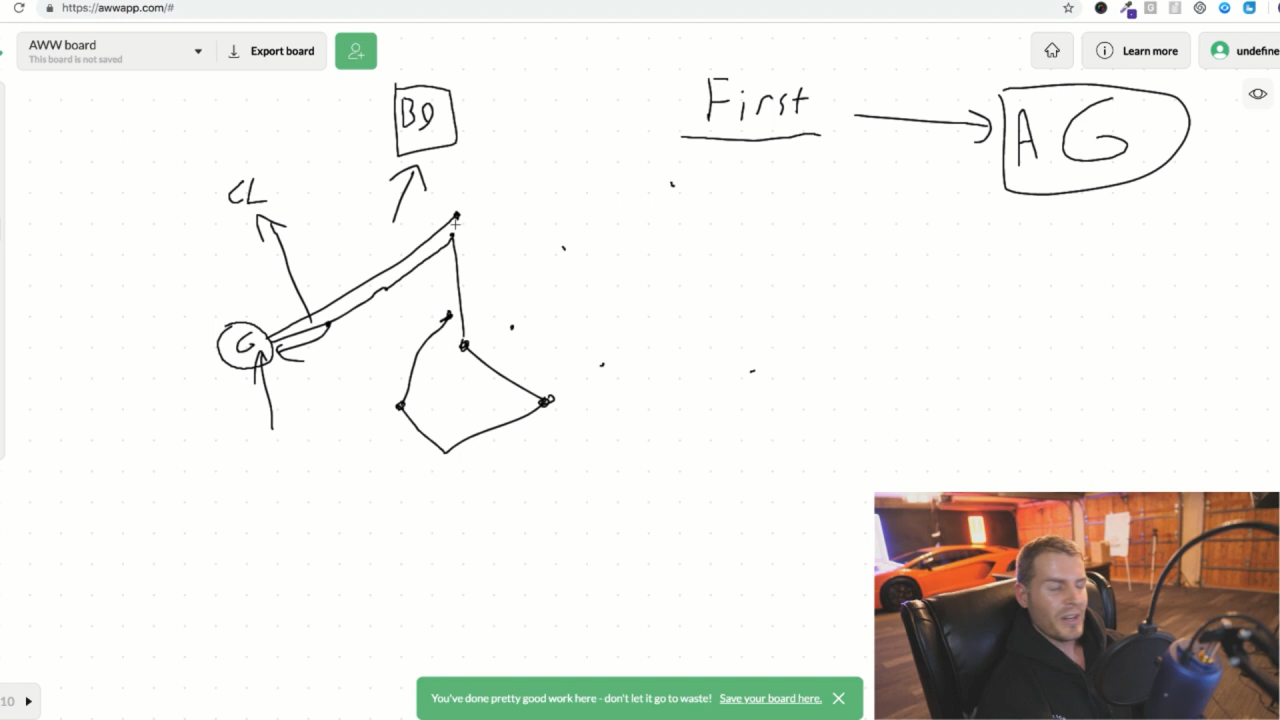 https://awwapp.com/#
AWW board
This board is not saved
Export board
Learn more
undefine
First
AG
CL
G
10
You've done pretty good work here - don't let it go to waste! Save your board here.